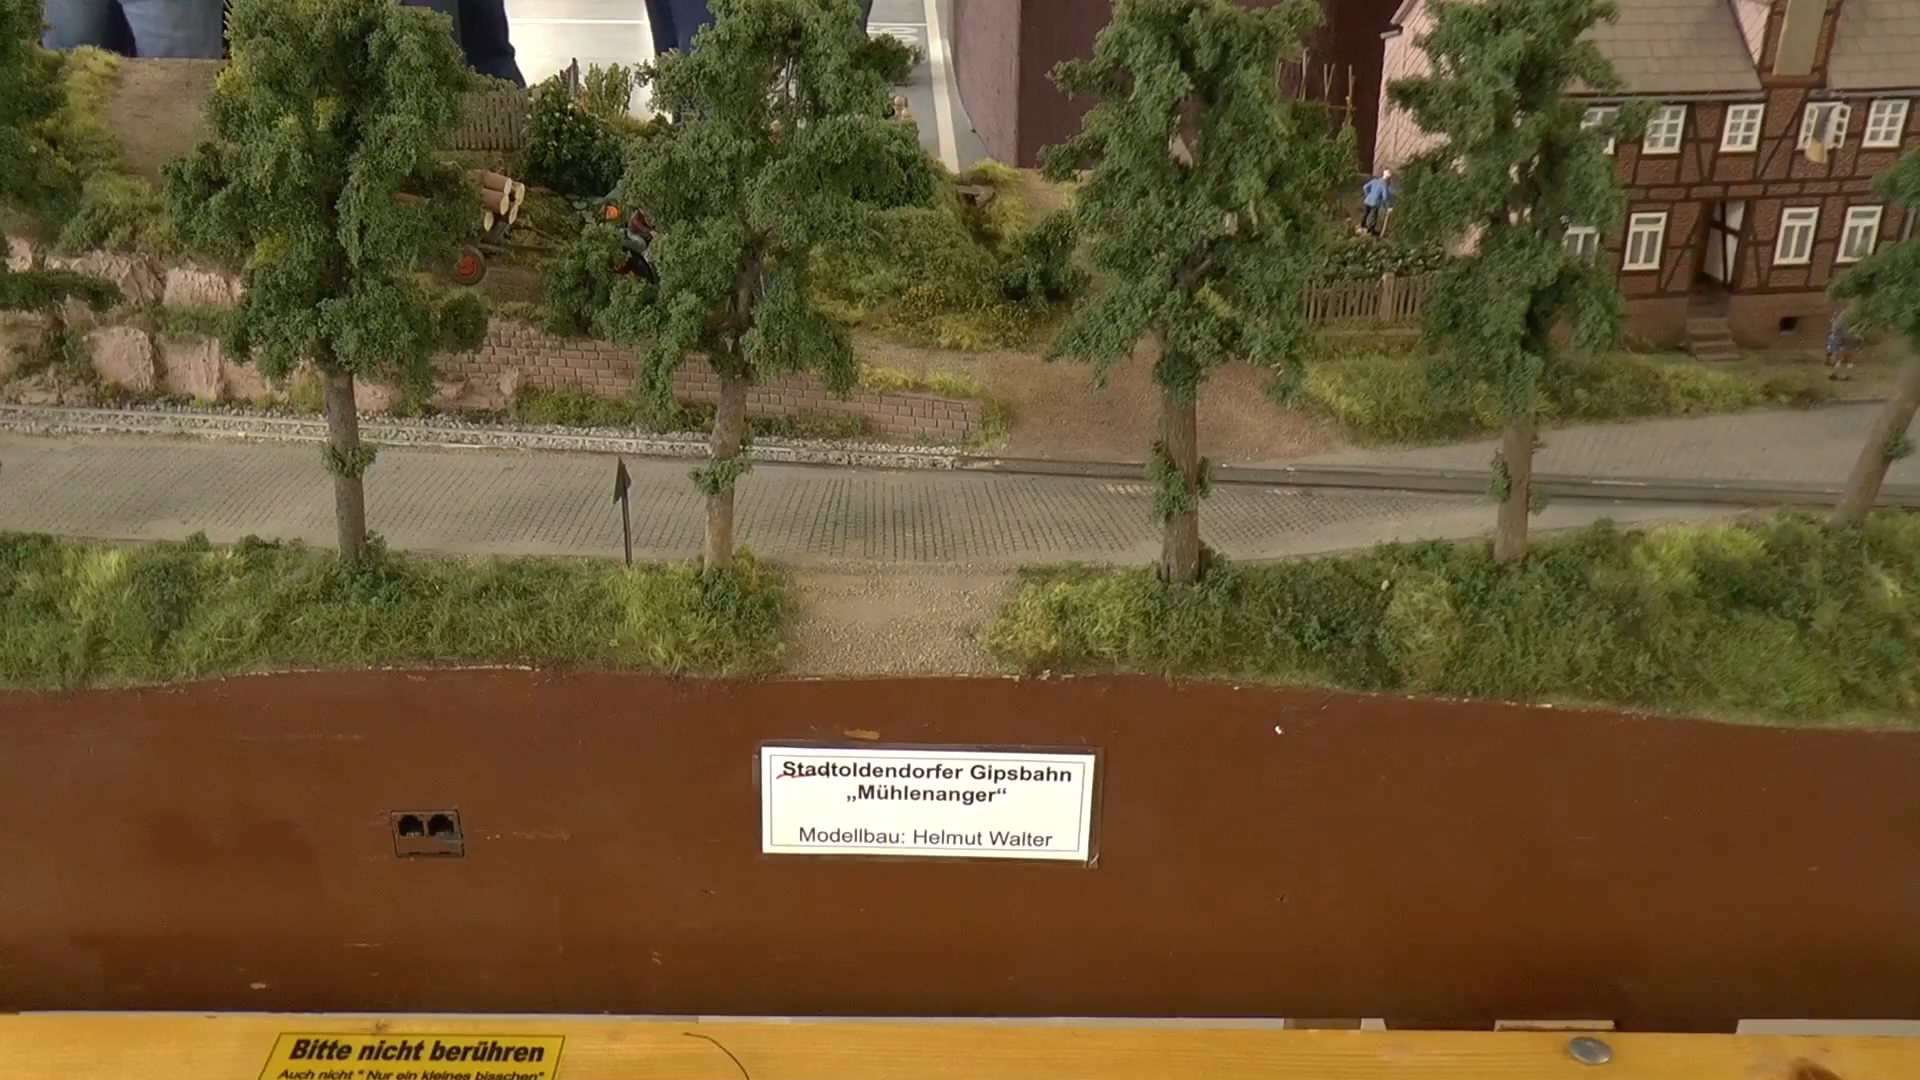 Stadtoldendorfer Gipsbahn
„Mühlenanger“
Modellbau: Helmut Walter
Bitte nicht berühren
Auch nicht " Nur ein kleines bisschen"